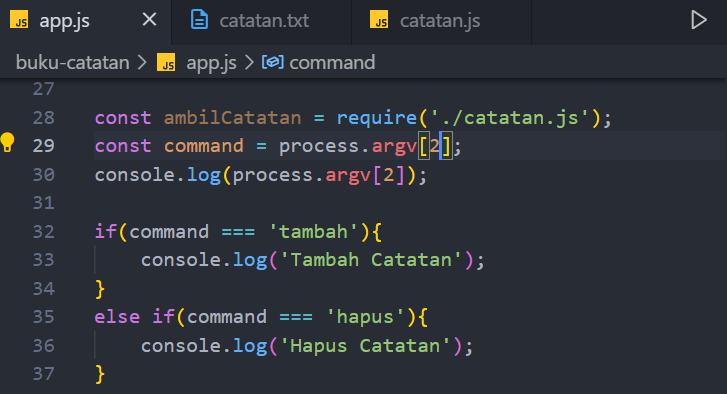 JS app.js × catatan.txt JS catatan.js
buku-catatan > JS app.js > command
27
28 const ambilCatatan = require('./catatan.js');
29 const command = process.argv[2];
30 console.log(process.argv[2]);
31
32 if(command === 'tambah'){
33     console.log('Tambah Catatan');
34 }
35 else if(command === 'hapus'){
36     console.log('Hapus Catatan');
37 }